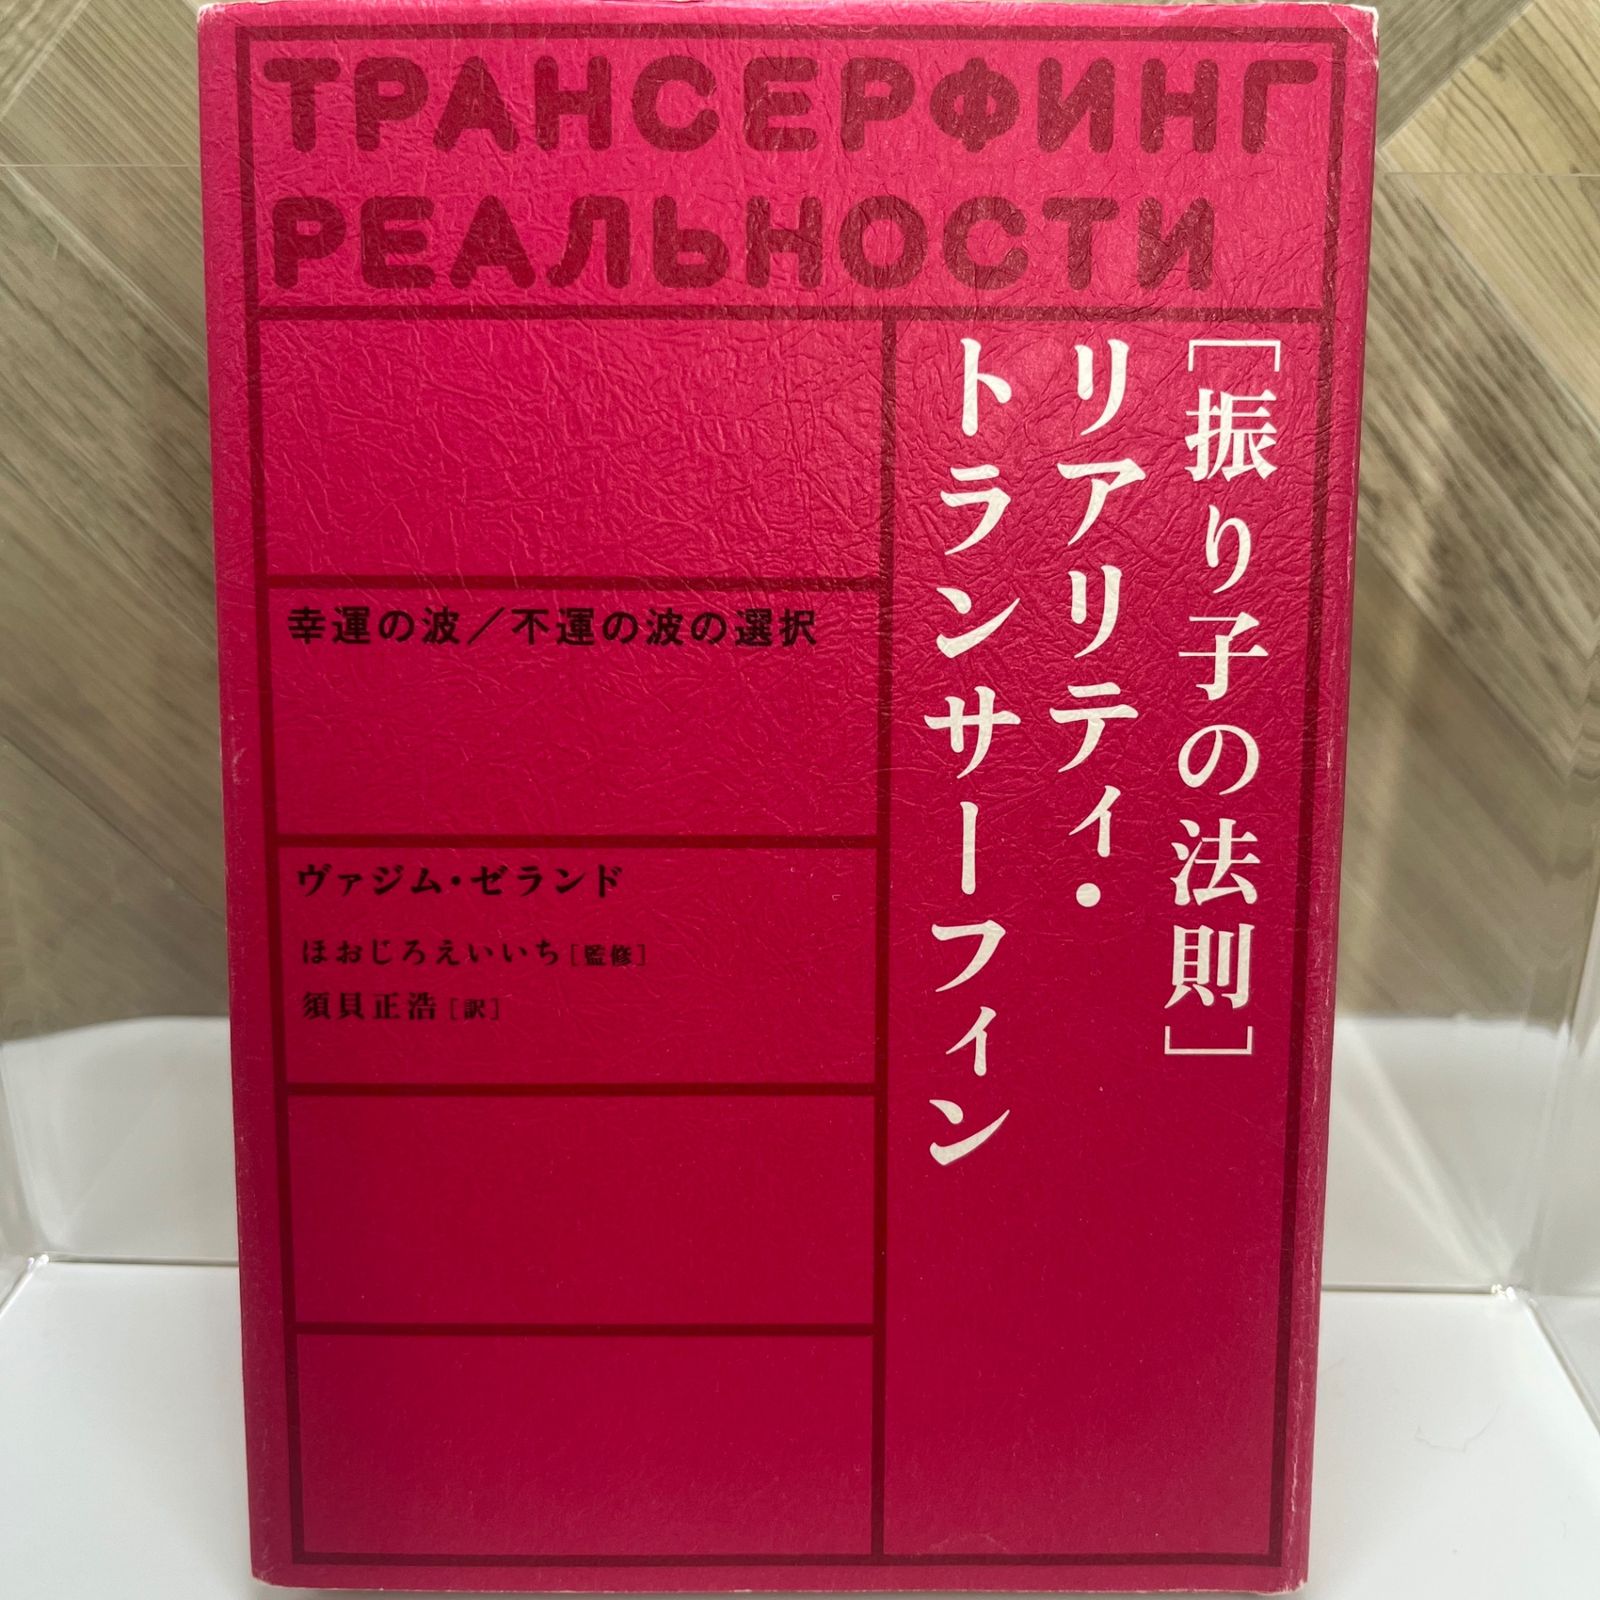 ТРАНСЕРФИНГ
РЕАЛЬНОСТИ
[振り子の法則]
リアリティ・
トランサーフィン
幸運の波／不運の波の選択
ヴァジム・ゼランド
ほおじろえいいち[監修]
須貝正浩[訳]